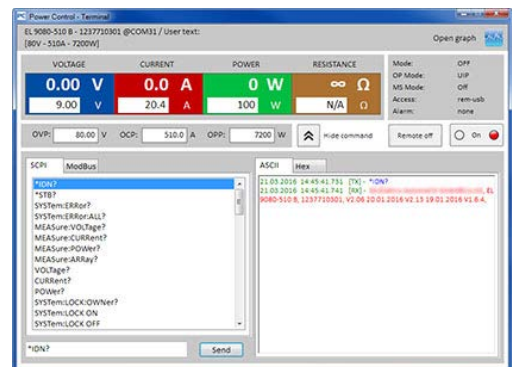 Power Control - Terminal
EL 9080-510 B - 1237710301 @COM31 / User text:
[80V - 510A - 7200W]
Open graph
VOLTAGE CURRENT POWER RESISTANCE
0.00 V 0.0 A 0 W ∞ Ω
9.00 V 20.4 A 100 W N/A Ω
Mode: OFF
OP Mode: UIP
MS Mode: Off
Access: rem-usb
Alarm: none
OVP: 80.00 V OCP: 510.0 A OPP: 7200 W Hide command Remote off On
SCPI ModBus
*IDN?
*STB?
SYSTem:ERRor?
SYSTem:ERRor:ALL?
MEASure:VOLTage?
MEASure:CURRent?
MEASure:POWer?
MEASure:ARRay?
VOLTage?
CURRent?
POWer?
SYSTem:LOCK:OWNer?
SYSTem:LOCK ON
SYSTem:LOCK OFF
*IDN? Send
ASCII Hex
21.03.2016 14:45:41.731 [TX] - *IDN?
21.03.2016 14:45:41.741 [RX] - EL
9080-510 B, 1237710301, V2.06 20.01.2016 V2.13 19.01.2016 V1.6.4,